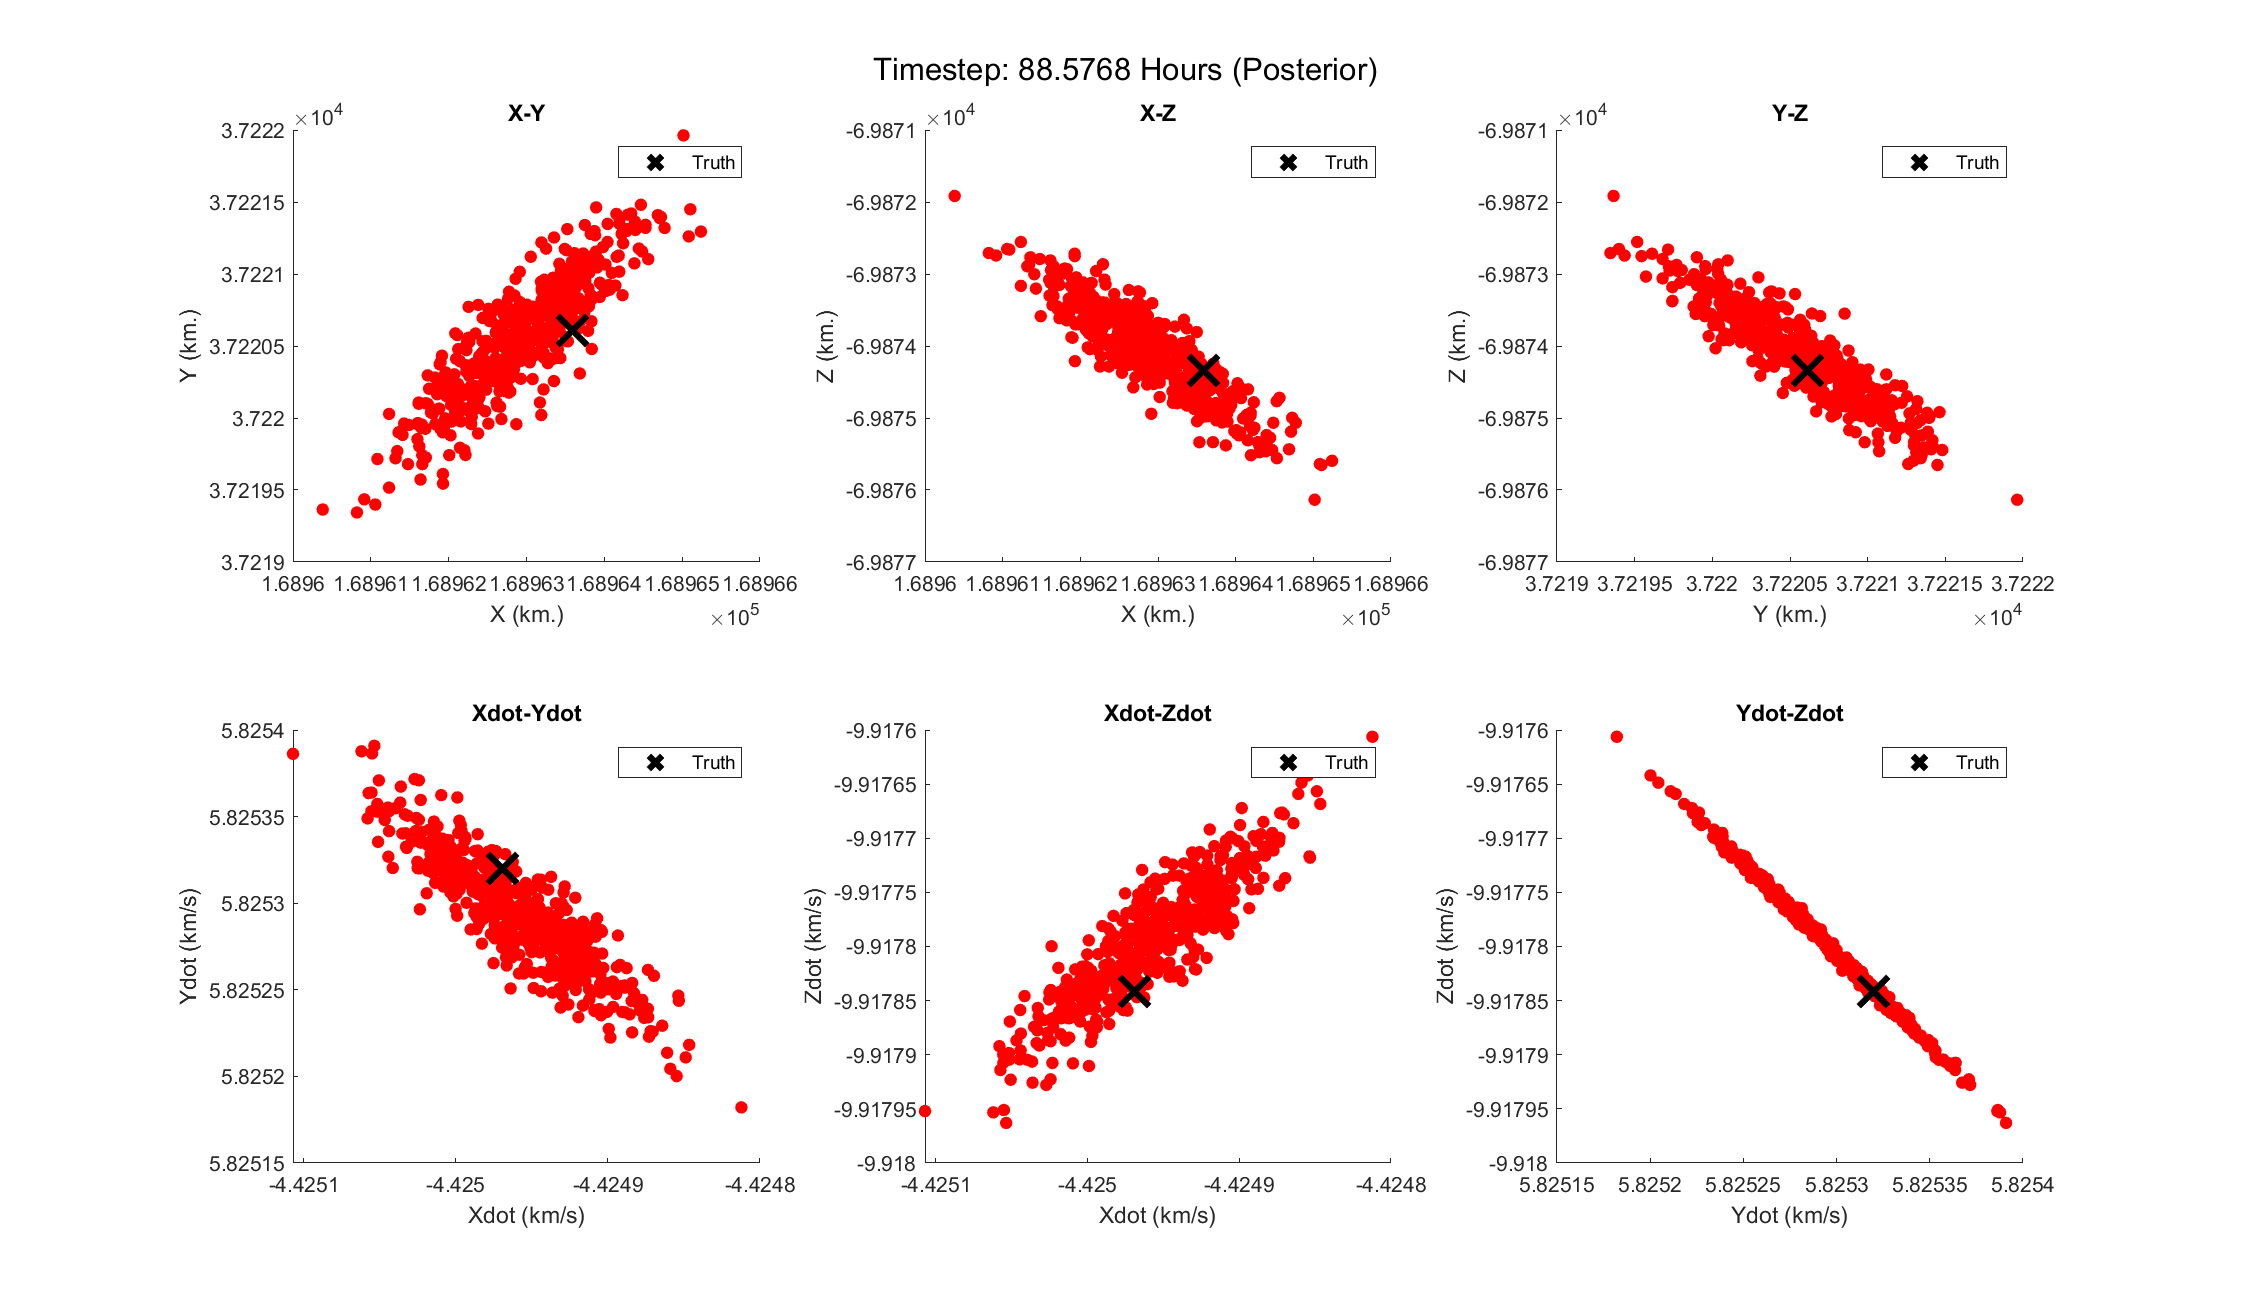 Timestep: 88.5768 Hours (Posterior)
X-Y
×10^4
3.7222
3.72215
3.7221
3.72205
3.722
3.72195
3.7219
Y (km.)
Truth
1.6896 1.68961 1.68962 1.68963 1.68964 1.68965 1.68966
×10^5
X (km.)
X-Z
×10^4
-6.9871
-6.9872
-6.9873
-6.9874
-6.9875
-6.9876
-6.9877
Z (km.)
Truth
1.6896 1.68961 1.68962 1.68963 1.68964 1.68965 1.68966
×10^5
X (km.)
Y-Z
×10^4
-6.9871
-6.9872
-6.9873
-6.9874
-6.9875
-6.9876
-6.9877
Z (km.)
Truth
3.7219 3.72195 3.722 3.72205 3.7221 3.72215 3.7222
×10^4
Y (km.)
Xdot-Ydot
5.8254
5.82535
5.8253
5.82525
5.8252
5.82515
Ydot (km/s)
Truth
-4.4251 -4.425 -4.4249 -4.4248
Xdot (km/s)
Xdot-Zdot
-9.9176
-9.91765
-9.9177
-9.91775
-9.9178
-9.91785
-9.9179
-9.91795
-9.918
Zdot (km/s)
Truth
-4.4251 -4.425 -4.4249 -4.4248
Xdot (km/s)
Ydot-Zdot
-9.9176
-9.91765
-9.9177
-9.91775
-9.9178
-9.91785
-9.9179
-9.91795
-9.918
Zdot (km/s)
Truth
5.82515 5.8252 5.82525 5.8253 5.82535 5.8254
Ydot (km/s)